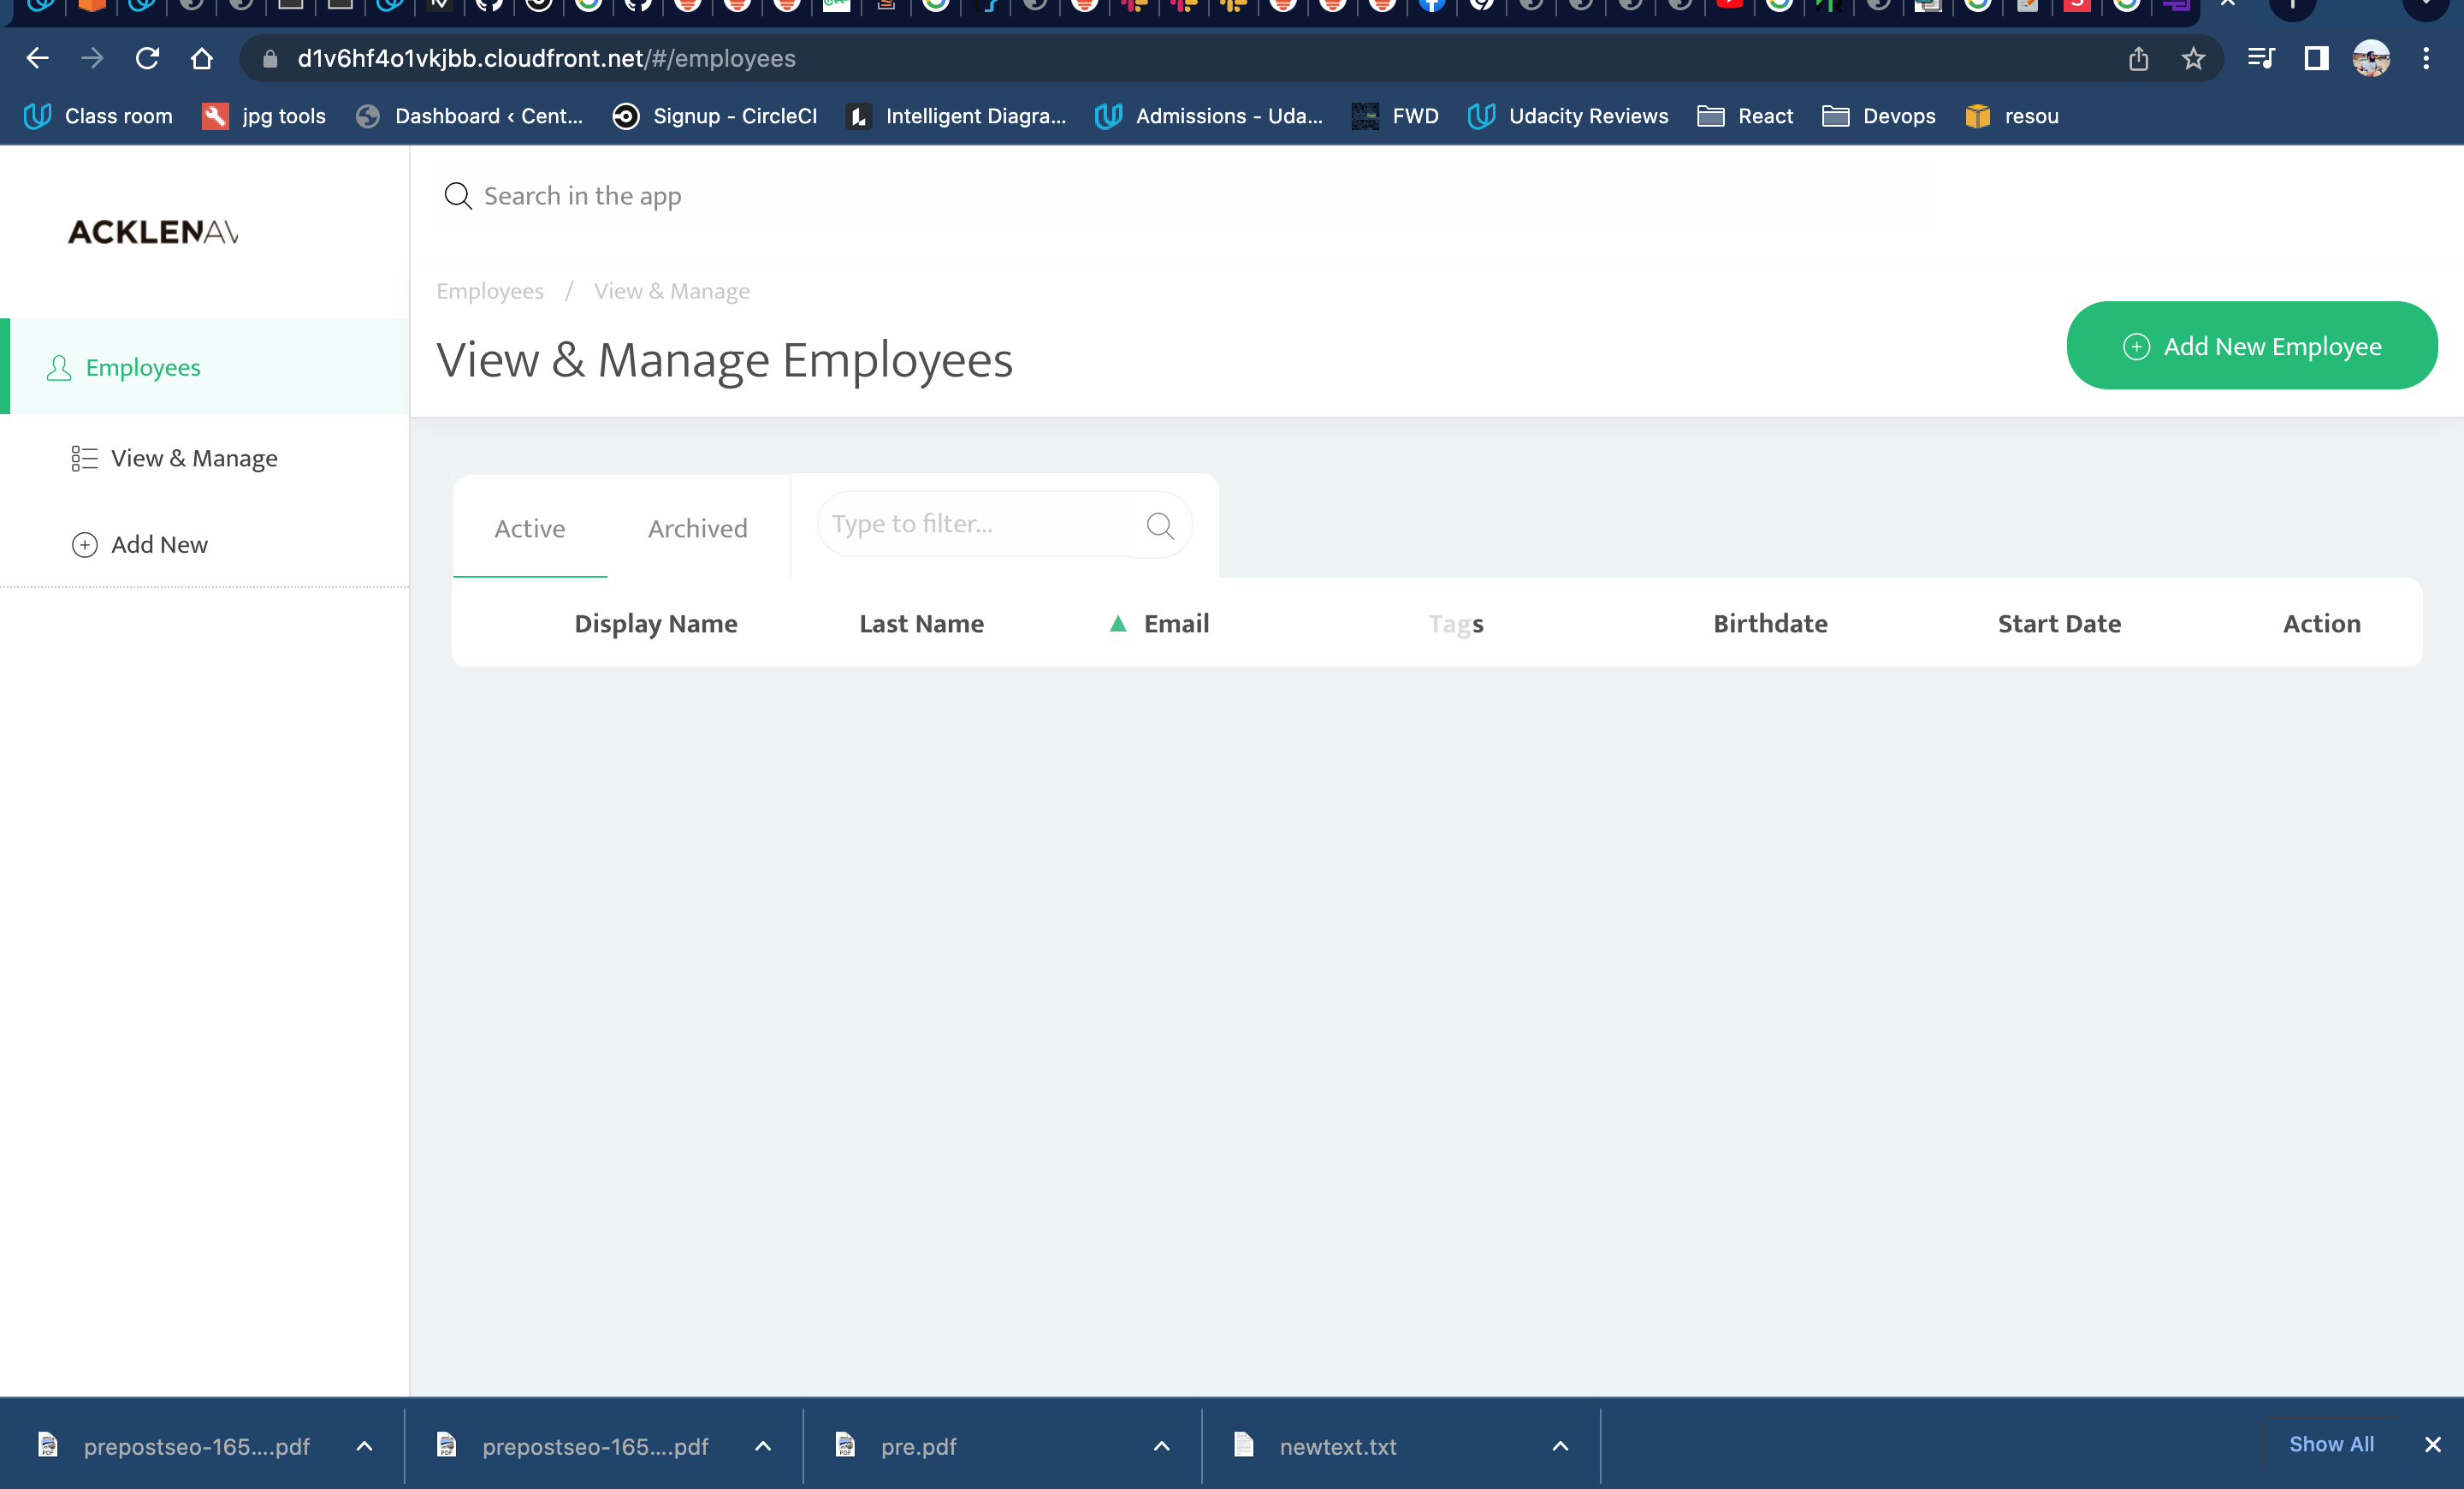 d1v6hf4o1vkjbb.cloudfront.net/#/employees
Class room jpg tools Dashboard ‹ Cent... Signup - CircleCI Intelligent Diagra... Admissions - Uda... FWD Udacity Reviews React Devops resou
ACKLENAV
Employees
View & Manage
Add New
Search in the app
Employees / View & Manage
View & Manage Employees
Add New Employee
Active Archived Type to filter...
Display Name Last Name ▲ Email Tags Birthdate Start Date Action
prepostseo-165....pdf prepostseo-165....pdf pre.pdf newtext.txt Show All